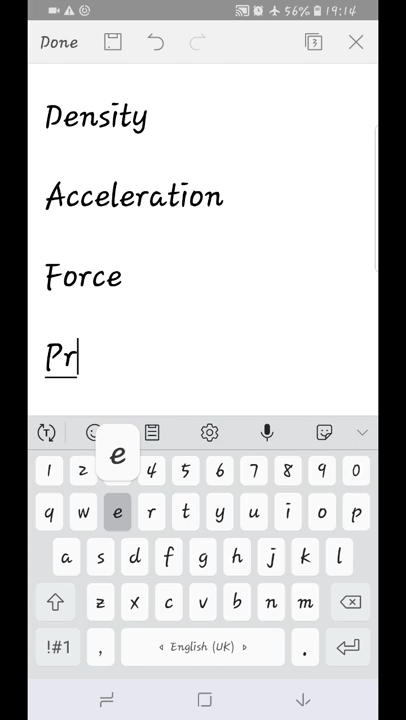 56% 19:14
Done 3
Density
Acceleration
Force
Pr
T
e
1 2 4 5 6 7 8 9 0
q w e r t y u i o p
a s d f g h j k l
z x c v b n m
!#1 , English (UK) .